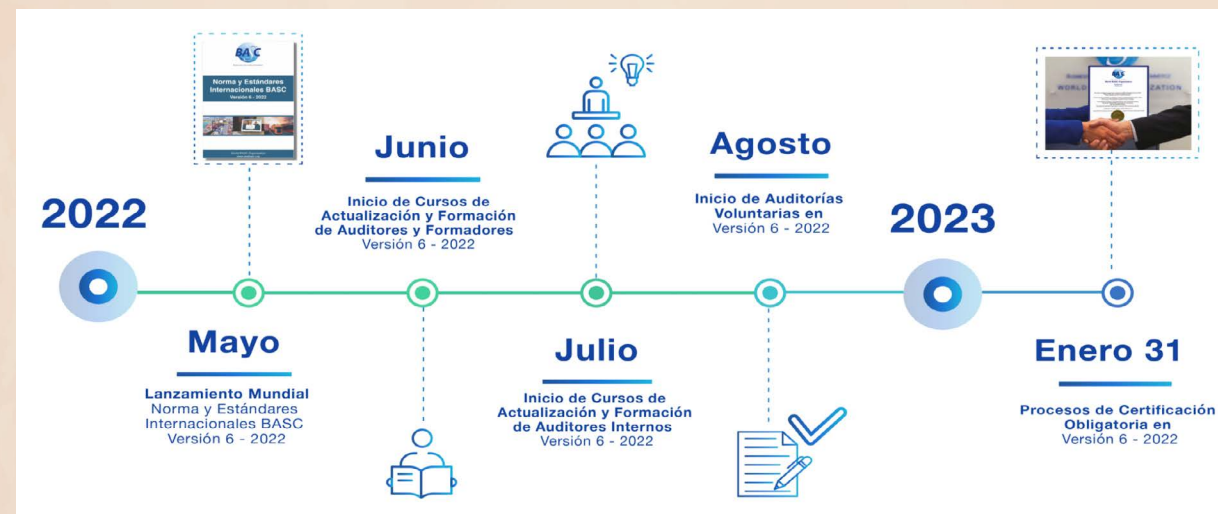 BASC
Norma y Estándares
Internacionales BASC
Versión 6 - 2022
2022
Mayo
Lanzamiento Mundial
Norma y Estándares
Internacionales BASC
Versión 6 - 2022
Junio
Inicio de Cursos de
Actualización y Formación
de Auditores y Formadores
Versión 6 - 2022
Julio
Inicio de Cursos de
Actualización y Formación
de Auditores Internos
Versión 6 - 2022
Agosto
Inicio de Auditorías
Voluntarias en
Versión 6 - 2022
2023
Enero 31
Procesos de Certificación
Obligatoria en
Versión 6 - 2022